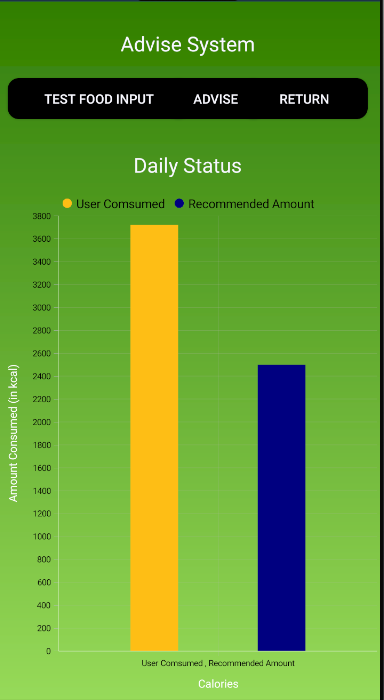 Advise System
TEST FOOD INPUT ADVISE RETURN
Daily Status
User Comsumed Recommended Amount
3800
3600
3400
3200
3000
2800
2600
2400
2200
2000
1800
1600
1400
1200
1000
800
600
400
200
0
Amount Consumed (in kcal)
User Comsumed , Recommended Amount
Calories